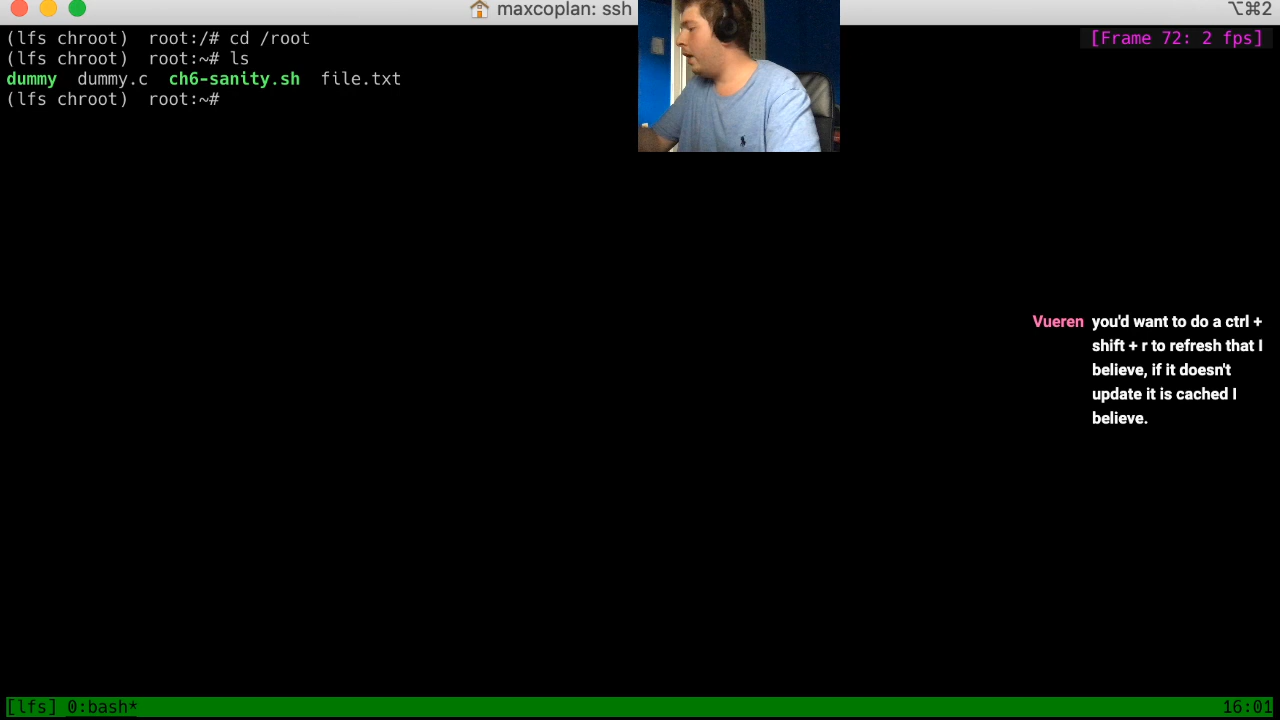 maxcoplan: ssh
⌥⌘2
(lfs chroot)  root:/# cd /root
[Frame 72: 2 fps]
(lfs chroot)  root:~# ls
dummy  dummy.c  ch6-sanity.sh  file.txt
(lfs chroot)  root:~#
Vueren you'd want to do a ctrl +
shift + r to refresh that I
believe, if it doesn't
update it is cached I
believe.
[lfs] 0:bash*
16:01